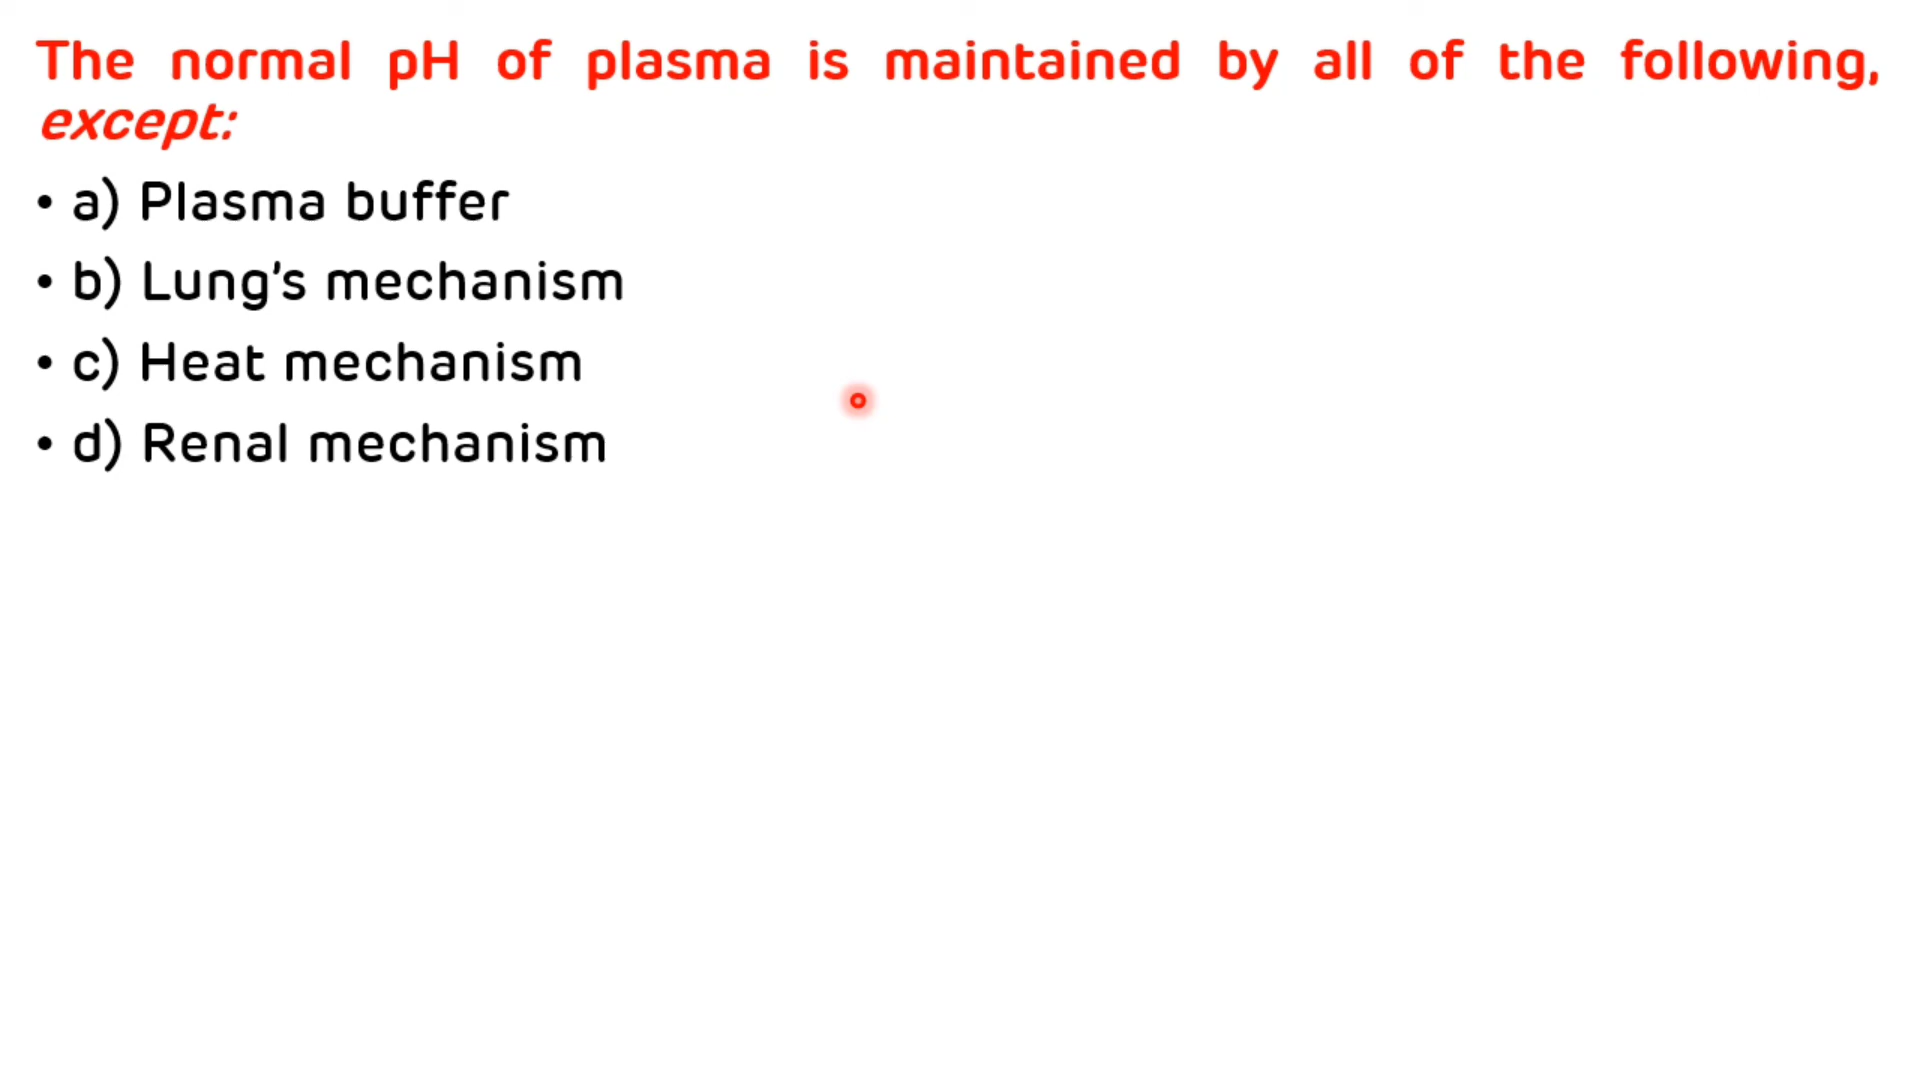 The normal pH of plasma is maintained by all of the following,
except:
• a) Plasma buffer
• b) Lung's mechanism
• c) Heat mechanism
• d) Renal mechanism